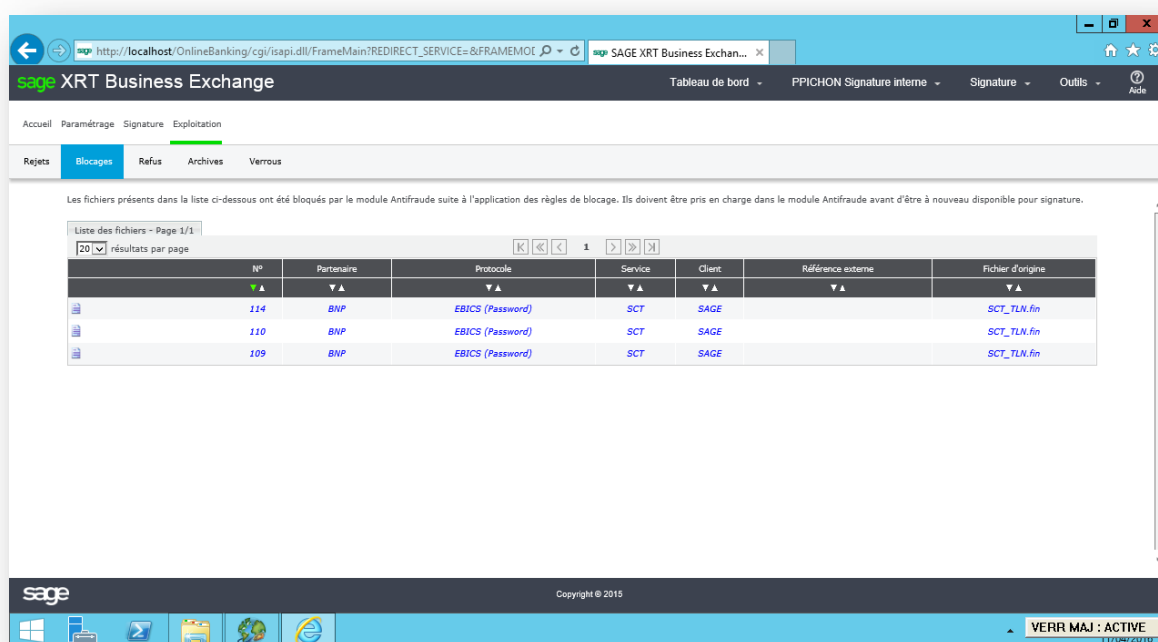 http://localhost/OnlineBanking/cgi/isapi.dll/FrameMain?REDIRECT_SERVICE=&FRAMEMOD
sage SAGE XRT Business Exchan...
sage XRT Business Exchange
Tableau de bord
PPICHON Signature interne
Signature
Outils
Aide
Accueil Paramétrage Signature Exploitation
Rejets Blocages Refus Archives Verrous
Les fichiers présents dans la liste ci-dessous ont été bloqués par le module Antifraude suite à l'application des règles de blocage. Ils doivent être pris en charge dans le module Antifraude avant d'être à nouveau disponible pour signature.
Liste des fichiers - Page 1/1
20 résultats par page
1
N° Partenaire Protocole Service Client Référence externe Fichier d'origine
114 BNP EBICS (Password) SCT SAGE SCT_TLN.fin
110 BNP EBICS (Password) SCT SAGE SCT_TLN.fin
109 BNP EBICS (Password) SCT SAGE SCT_TLN.fin
sage
Copyright © 2015
VERR MAJ : ACTIVE
11/04/2016